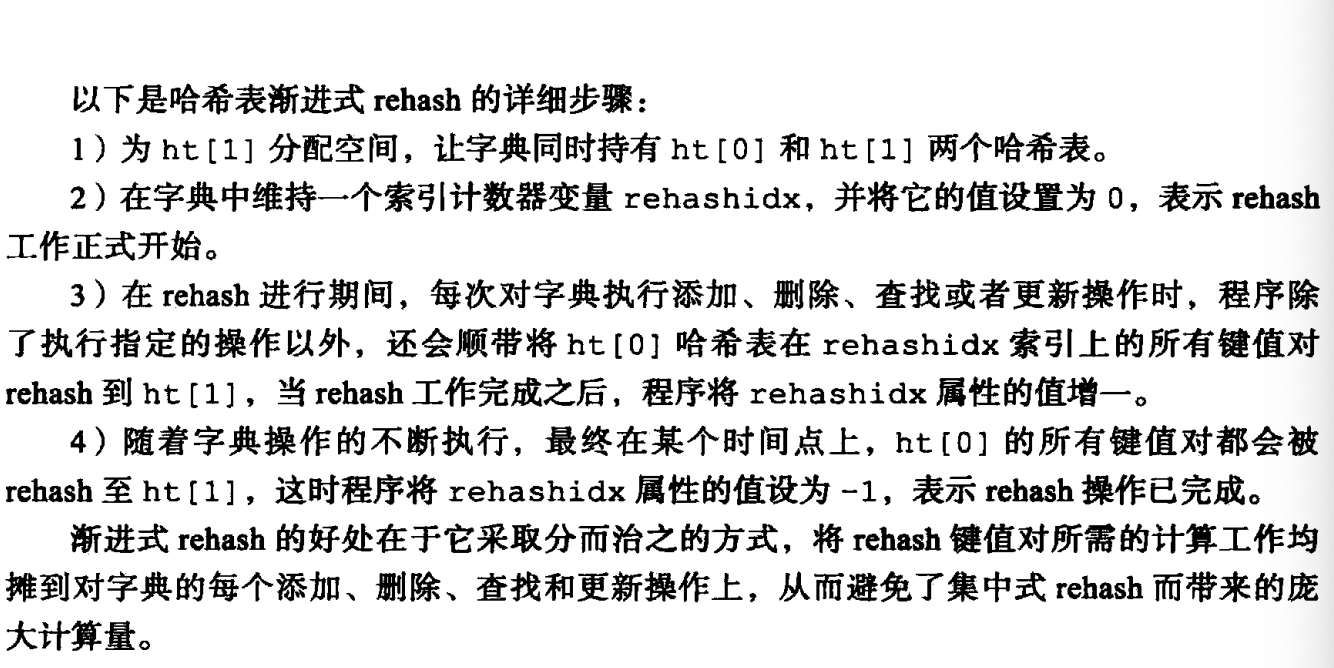 以下是哈希表渐进式 rehash 的详细步骤：
1）为 ht[1] 分配空间，让字典同时持有 ht[0] 和 ht[1] 两个哈希表。
2）在字典中维持一个索引计数器变量 rehashidx，并将它的值设置为 0，表示 rehash
工作正式开始。
3）在 rehash 进行期间，每次对字典执行添加、删除、查找或者更新操作时，程序除
了执行指定的操作以外，还会顺带将 ht[0] 哈希表在 rehashidx 索引上的所有键值对
rehash 到 ht[1]，当 rehash 工作完成之后，程序将 rehashidx 属性的值增一。
4）随着字典操作的不断执行，最终在某个时间点上，ht[0] 的所有键值对都会被
rehash 至 ht[1]，这时程序将 rehashidx 属性的值设为 -1，表示 rehash 操作已完成。
渐进式 rehash 的好处在于它采取分而治之的方式，将 rehash 键值对所需的计算工作均
摊到对字典的每个添加、删除、查找和更新操作上，从而避免了集中式 rehash 而带来的庞
大计算量。